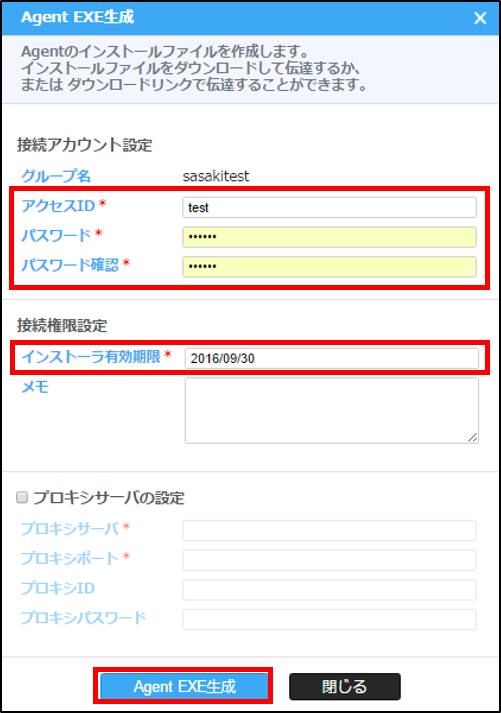 Agent EXE生成
Agentのインストールファイルを作成します。
インストールファイルをダウンロードして伝達するか、
または ダウンロードリンクで伝達することができます。
接続アカウント設定
グループ名 sasakitest
アクセスID * test
パスワード * ••••••
パスワード確認 * ••••••
接続権限設定
インストーラ有効期限 * 2016/09/30
メモ
プロキシサーバの設定
プロキシサーバ *
プロキシポート *
プロキシID
プロキシパスワード
Agent EXE生成 閉じる